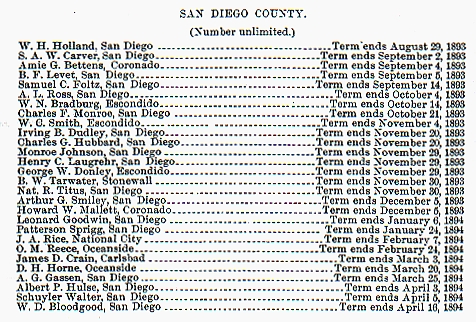 SAN DIEGO COUNTY.
(Number unlimited.)
W. H. Holland, San Diego Term ends August 29, 1893
S. A. W. Carver, San Diego Term ends September 2, 1893
Amie G. Bettens, Coronado Term ends September 4, 1893
B. F. Levet, San Diego Term ends September 5, 1893
Samuel C. Foltz, San Diego Term ends September 14, 1893
A. L. Ross, San Diego Term ends October 4, 1893
W. N. Bradburg, Escondido Term ends October 14, 1893
Charles F. Monroe, San Diego Term ends October 21, 1893
W. C. Smith, Escondido Term ends November 4, 1893
Irving B. Dudley, San Diego Term ends November 20, 1893
Charles G. Hubbard, San Diego Term ends November 20, 1893
Monroe Johnson, San Diego Term ends November 29, 1893
Henry C. Laugrehr, San Diego Term ends November 29, 1893
George W. Donley, Escondido Term ends November 29, 1893
B. W. Tarwater, Stonewall Term ends November 30, 1893
Nat. R. Titus, San Diego Term ends November 30, 1893
Arthur G. Smiley, San Diego Term ends December 5, 1893
Howard W. Mallett, Coronado Term ends December 5, 1893
Leonard Goodwin, San Diego Term ends January 6, 1894
Patterson Sprigg, San Diego Term ends January 24, 1894
J. A. Rice, National City Term ends February 7, 1894
O. M. Reece, Oceanside Term ends February 24, 1894
James D. Crain, Carlsbad Term ends March 3, 1894
D. H. Horne, Oceanside Term ends March 20, 1894
A. G. Gassen, San Diego Term ends March 25, 1894
Albert P. Hulse, San Diego Term ends April 3, 1894
Schuyler Walter, San Diego Term ends April 5, 1894
W. D. Bloodgood, San Diego Term ends April 16, 1894